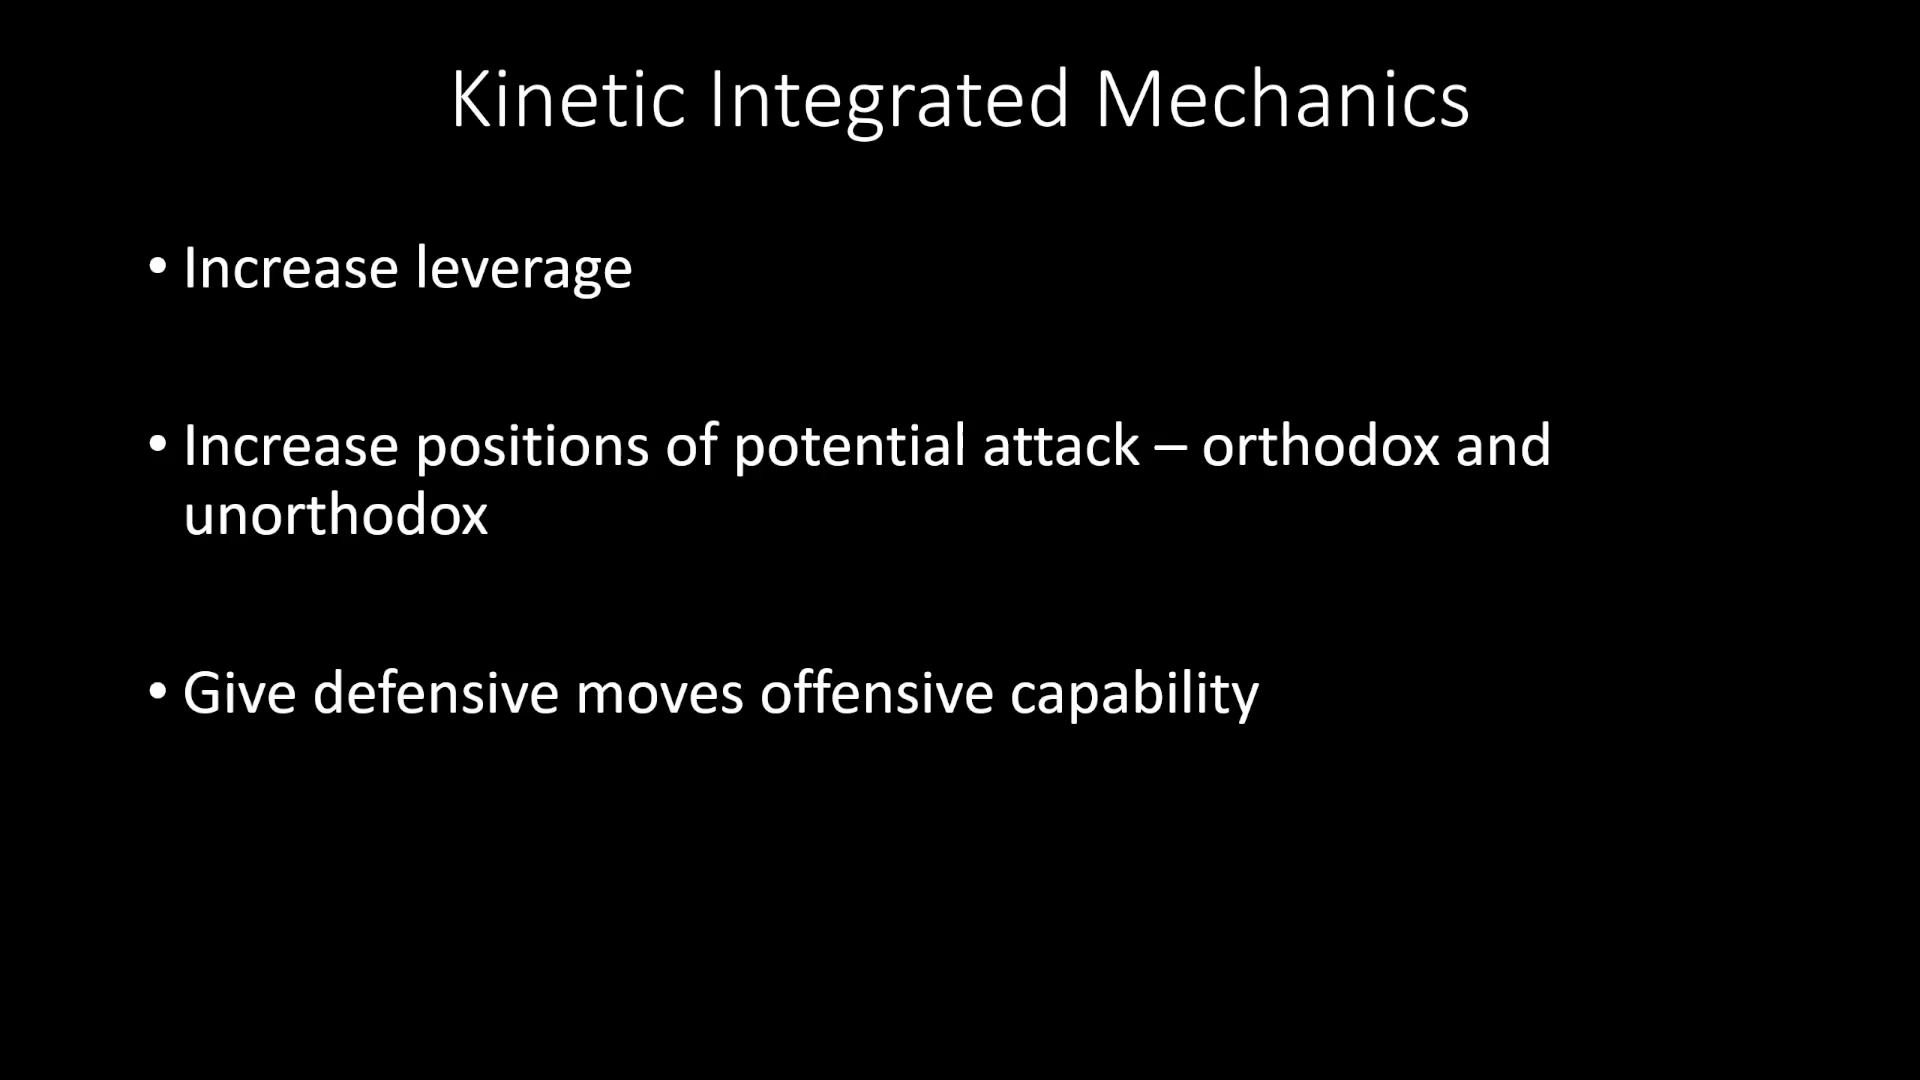 Kinetic Integrated Mechanics
• Increase leverage
• Increase positions of potential attack – orthodox and
unorthodox
• Give defensive moves offensive capability